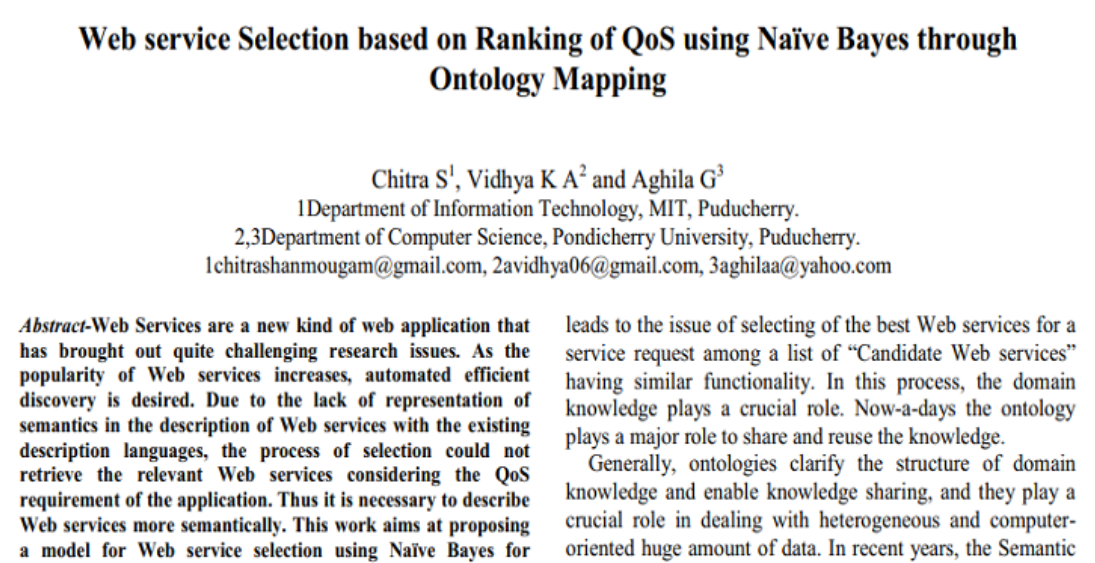 Web service Selection based on Ranking of QoS using Naïve Bayes through
Ontology Mapping
Chitra S1, Vidhya K A2 and Aghila G3
1Department of Information Technology, MIT, Puducherry.
2,3Department of Computer Science, Pondicherry University, Puducherry.
1chitrashanmougam@gmail.com, 2avidhya06@gmail.com, 3aghilaa@yahoo.com
Abstract-Web Services are a new kind of web application that
has brought out quite challenging research issues. As the
popularity of Web services increases, automated efficient
discovery is desired. Due to the lack of representation of
semantics in the description of Web services with the existing
description languages, the process of selection could not
retrieve the relevant Web services considering the QoS
requirement of the application. Thus it is necessary to describe
Web services more semantically. This work aims at proposing
a model for Web service selection using Naïve Bayes for
leads to the issue of selecting of the best Web services for a
service request among a list of “Candidate Web services”
having similar functionality. In this process, the domain
knowledge plays a crucial role. Now-a-days the ontology
plays a major role to share and reuse the knowledge.
Generally, ontologies clarify the structure of domain
knowledge and enable knowledge sharing, and they play a
crucial role in dealing with heterogeneous and computer-
oriented huge amount of data. In recent years, the Semantic